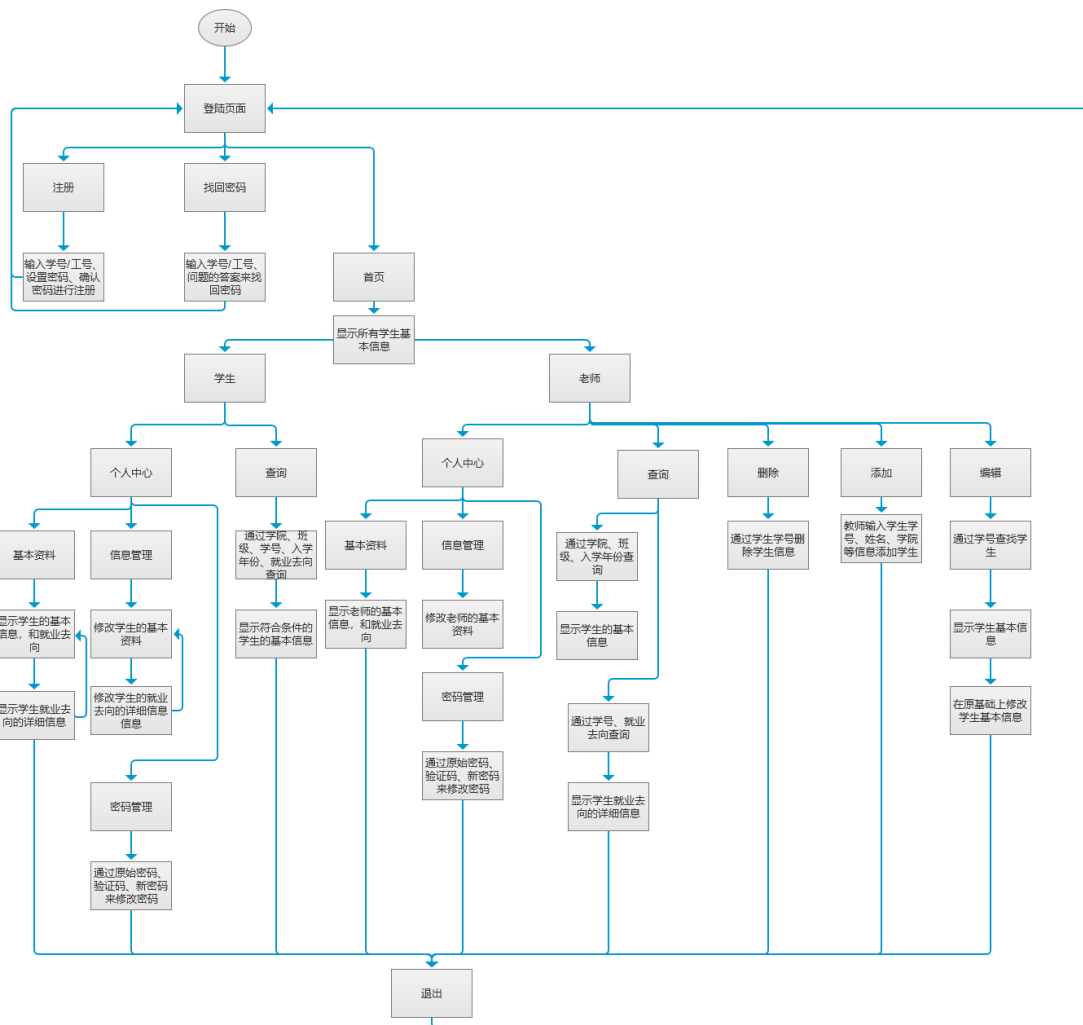 开始
登陆页面
注册
找回密码
输入学号/工号、
设置密码、确认
密码进行注册
输入学号/工号、
问题的答案来找
回密码
首页
显示所有学生基
本信息
学生
老师
个人中心
查询
个人中心
查询
删除
添加
编辑
基本资料
信息管理
通过学院、班
级、学号、入学
年份、就业去向
查询
基本资料
信息管理
通过学院、班
级、入学年份查
询
通过学生学号删
除学生信息
教师输入学生学
号、姓名、学院
等信息添加学生
通过学号查找学
生
显示学生的基本
信息，和就业去
向
修改学生的基本
资料
显示符合条件的
学生的基本信息
显示老师的基本
信息，和就业去
向
修改老师的基本
资料
显示学生的基本
信息
显示学生基本信
息
显示学生就业去
向的详细信息
修改学生的就业
去向的详细信息
信息
密码管理
通过学号、就业
去向查询
在原基础上修改
学生基本信息
密码管理
通过原始密码、
验证码、新密码
来修改密码
显示学生就业去
向的详细信息
通过原始密码、
验证码、新密码
来修改密码
退出